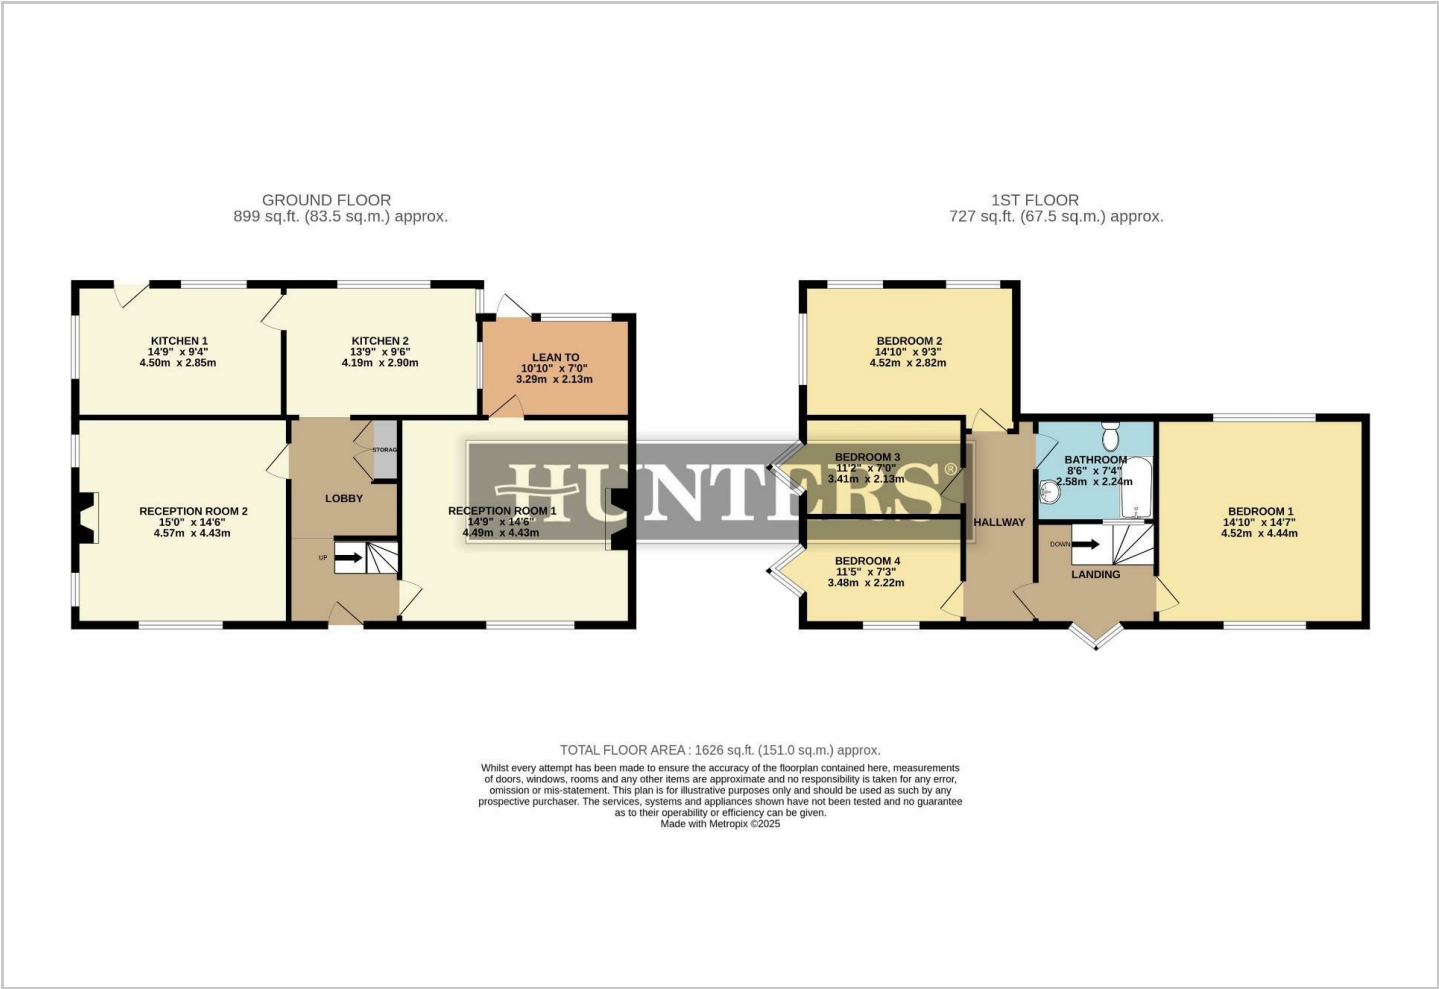 GROUND FLOOR
899 sq.ft. (83.5 sq.m.) approx.
1ST FLOOR
727 sq.ft. (67.5 sq.m.) approx.
KITCHEN 1
14'9" x 9'4"
4.50m x 2.85m
KITCHEN 2
13'9" x 9'6"
4.19m x 2.90m
LEAN TO
10'10" x 7'0"
3.29m x 2.13m
STORAG
LOBBY
UP
RECEPTION ROOM 2
15'0" x 14'6"
4.57m x 4.43m
RECEPTION ROOM 1
14'9" x 14'6"
4.49m x 4.43m
HUNTERS®
BEDROOM 2
14'10" x 9'3"
4.52m x 2.82m
BEDROOM 3
11'2" x 7'0"
3.41m x 2.13m
BATHROOM
8'6" x 7'4"
2.58m x 2.24m
HALLWAY
BEDROOM 1
14'10" x 14'7"
4.52m x 4.44m
DOWN
LANDING
BEDROOM 4
11'5" x 7'3"
3.48m x 2.22m
TOTAL FLOOR AREA : 1626 sq.ft. (151.0 sq.m.) approx.
Whilst every attempt has been made to ensure the accuracy of the floorplan contained here, measurements
of doors, windows, rooms and any other items are approximate and no responsibility is taken for any error,
omission or mis-statement. This plan is for illustrative purposes only and should be used as such by any
prospective purchaser. The services, systems and appliances shown have not been tested and no guarantee
as to their operability or efficiency can be given.
Made with Metropix ©2025